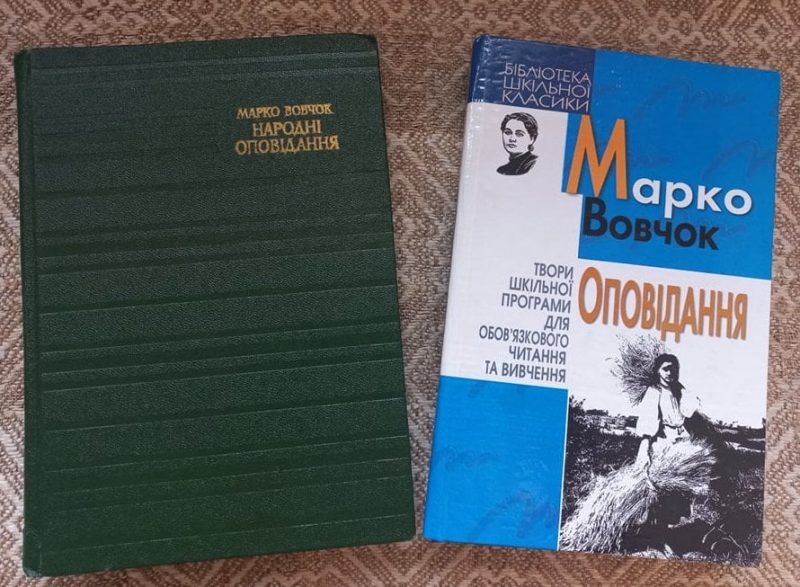 МАРКО ВОВЧОК
НАРОДНІ
ОПОВІДАННЯ
БІБЛІОТЕКА
ШКІЛЬНОЇ
КЛАСИКИ
МАРКО
ВОВЧОК
ОПОВІДАННЯ
ТВОРИ
ШКІЛЬНОЇ
ПРОГРАМИ
ДЛЯ
ОБОВ'ЯЗКОВОГО
ЧИТАННЯ
ТА ВИВЧЕННЯ